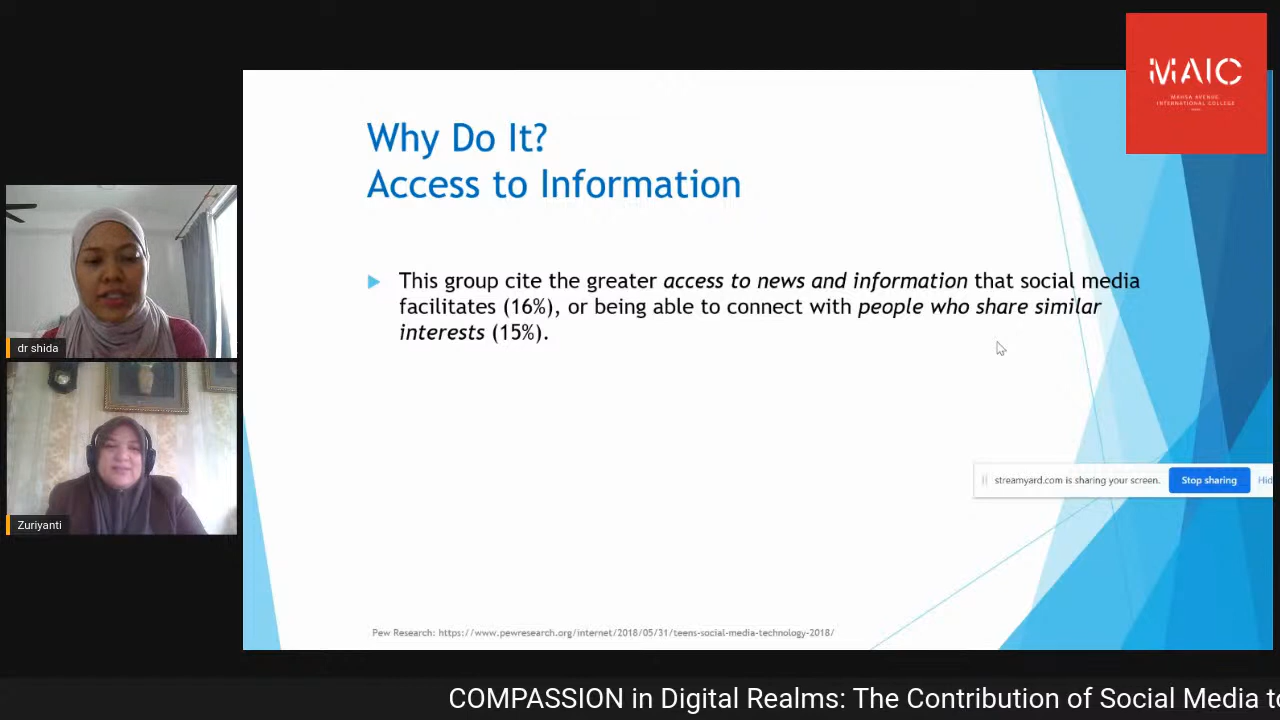 MAIC
MAHSA AVENUE
INTERNATIONAL COLLEGE
Why Do It?
Access to Information
This group cite the greater access to news and information that social media
facilitates (16%), or being able to connect with people who share similar
interests (15%).
dr shida
Zuriyanti
streamyard.com is sharing your screen. Stop sharing Hid
Pew Research: https://www.pewresearch.org/internet/2018/05/31/teens-social-media-technology-2018/
COMPASSION in Digital Realms: The Contribution of Social Media to